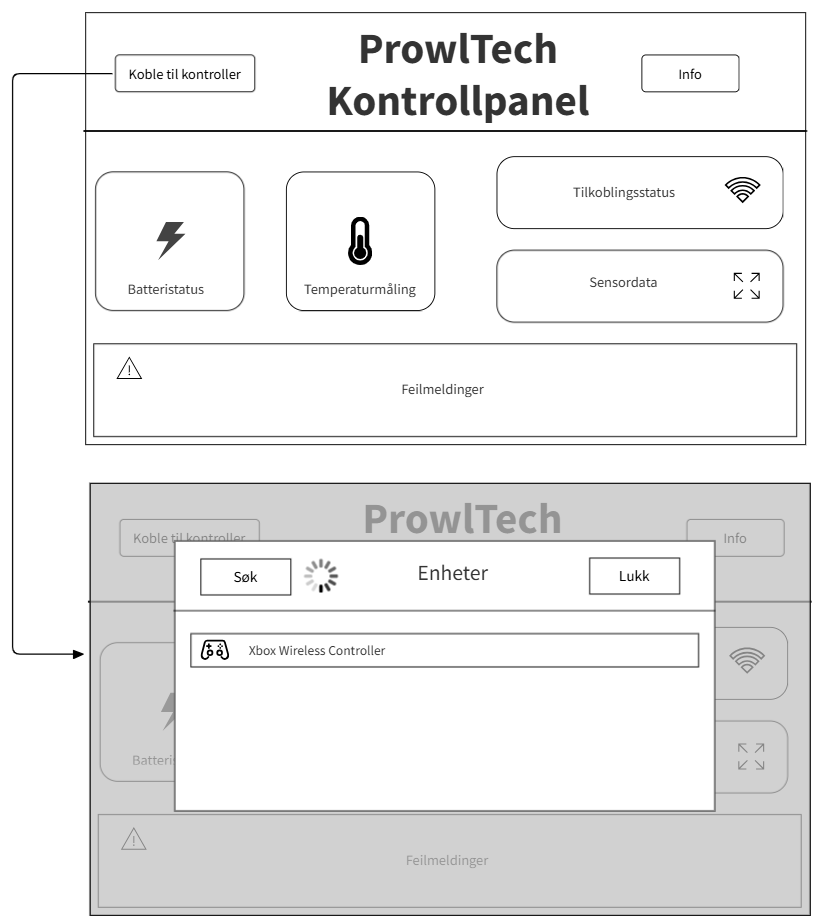 Koble til kontroller
ProwlTech
Kontrollpanel
Info
Batteristatus
Temperaturmåling
Tilkoblingsstatus
Sensordata
Feilmeldinger
ProwlTech
Koble til kontroller
Info
Søk
Enheter
Lukk
Xbox Wireless Controller
Batteris
Feilmeldinger